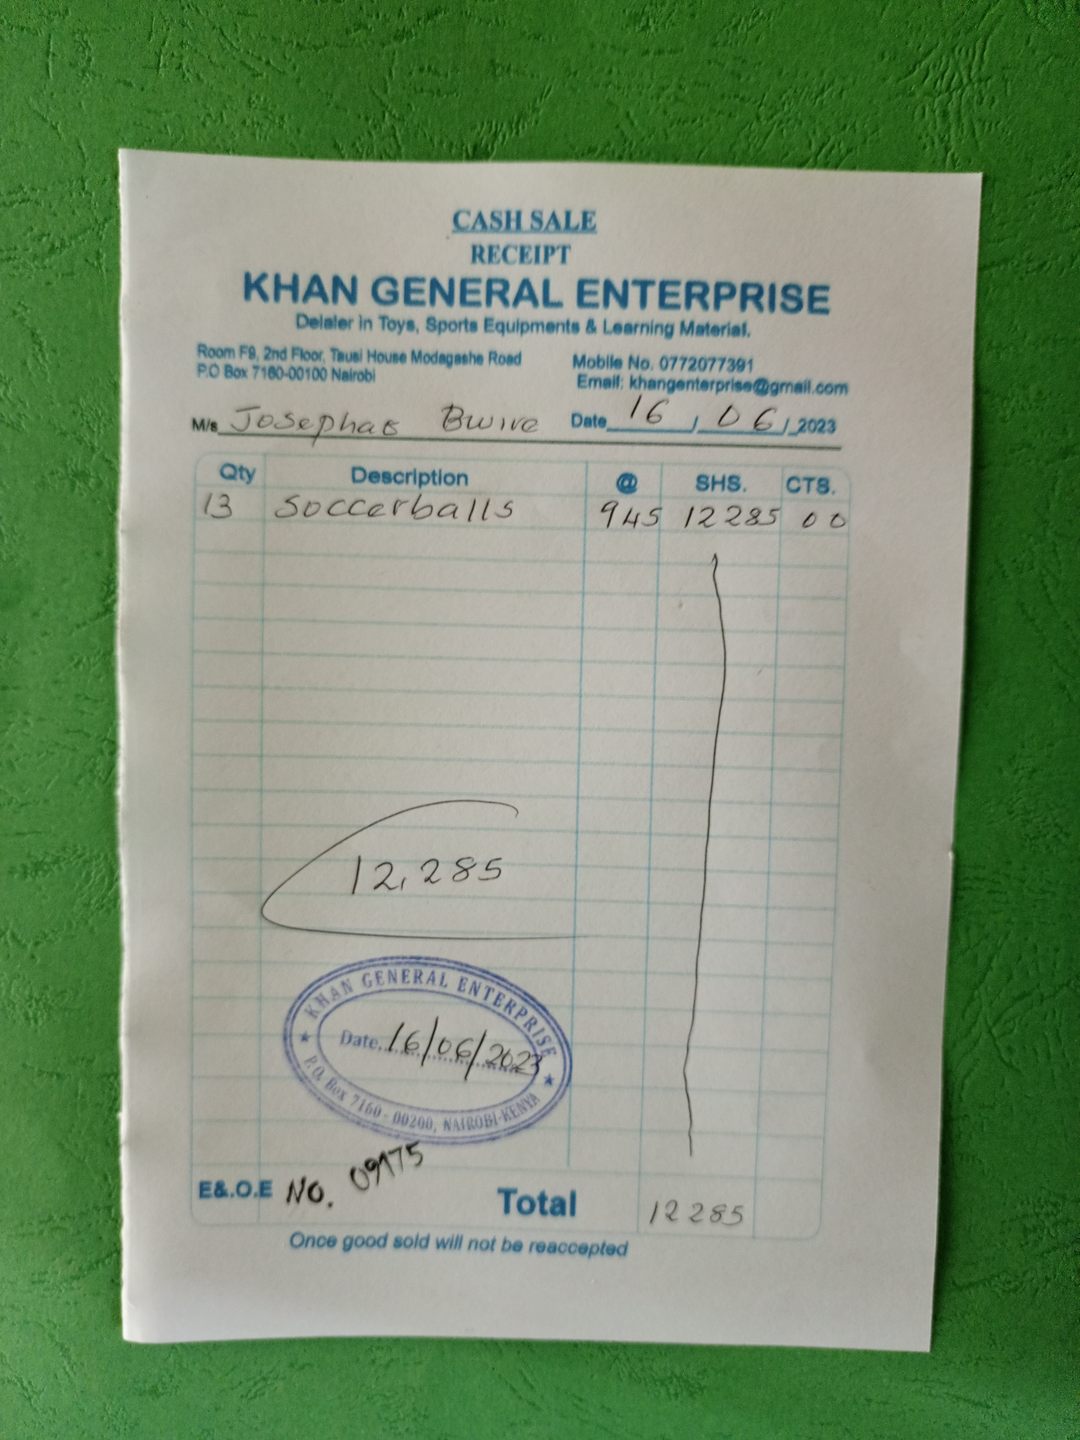 CASH SALE
RECEIPT
KHAN GENERAL ENTERPRISE
Delaler in Toys, Sports Equipments & Learning Material.
Room F9, 2nd Floor, Tausi House Modagashe Road
P.O Box 7160-00100 Nairobi
Mobile No. 0772077391
Email: khangenterprise@gmail.com
M/s Josephas Bwire Date 16 / 06 / 2023
Qty Description @ SHS. CTS.
13 Soccerballs 945 12285 00
12,285
KHAN GENERAL ENTERPRISE
Date 16/06/2023
P.O. Box 7160 - 00200, NAIROBI-KENYA
E&.O.E No. 09175 Total 12285
Once good sold will not be reaccepted